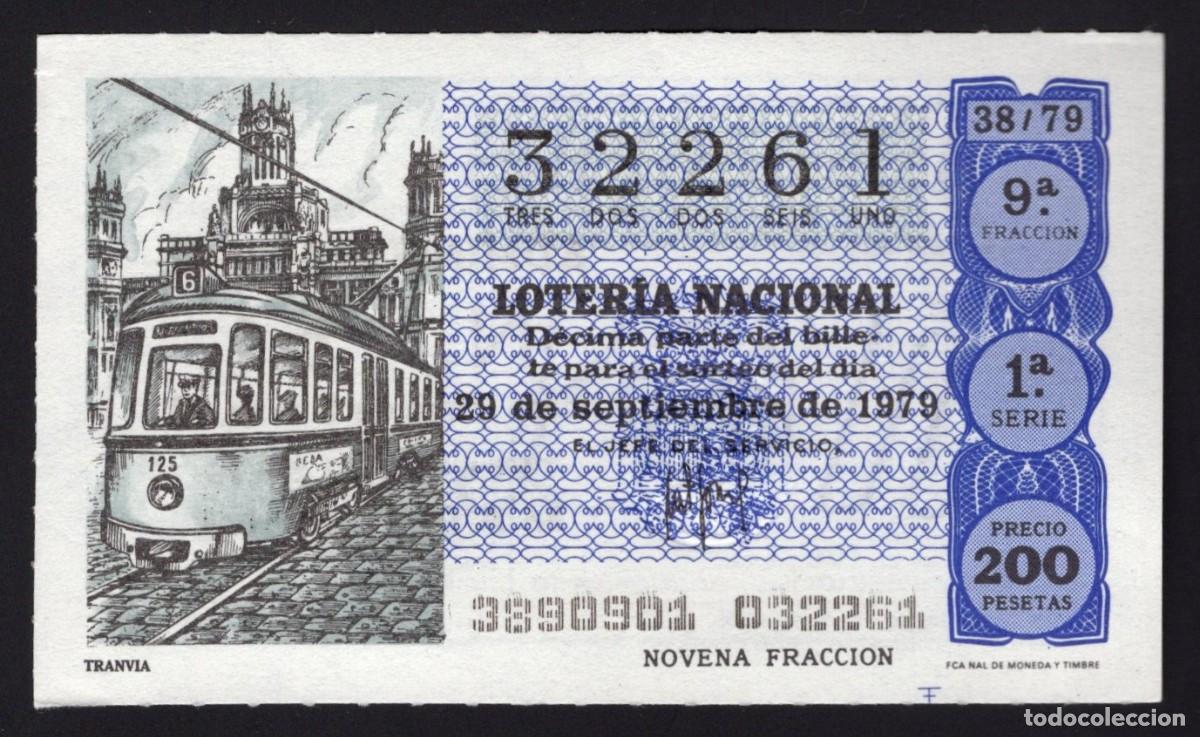 32261
TRES DOS DOS SEIS UNO
LOTERÍA NACIONAL
Décima parte del bille-
te para el sorteo del día
29 de septiembre de 1979
EL JEFE DEL SERVICIO,
3890901 032261
NOVENA FRACCION
38/79
9ª.
FRACCION
1ª.
SERIE
PRECIO
200
PESETAS
FCA NAL DE MONEDA Y TIMBRE
6
125
TRANVIA
todocoleccion